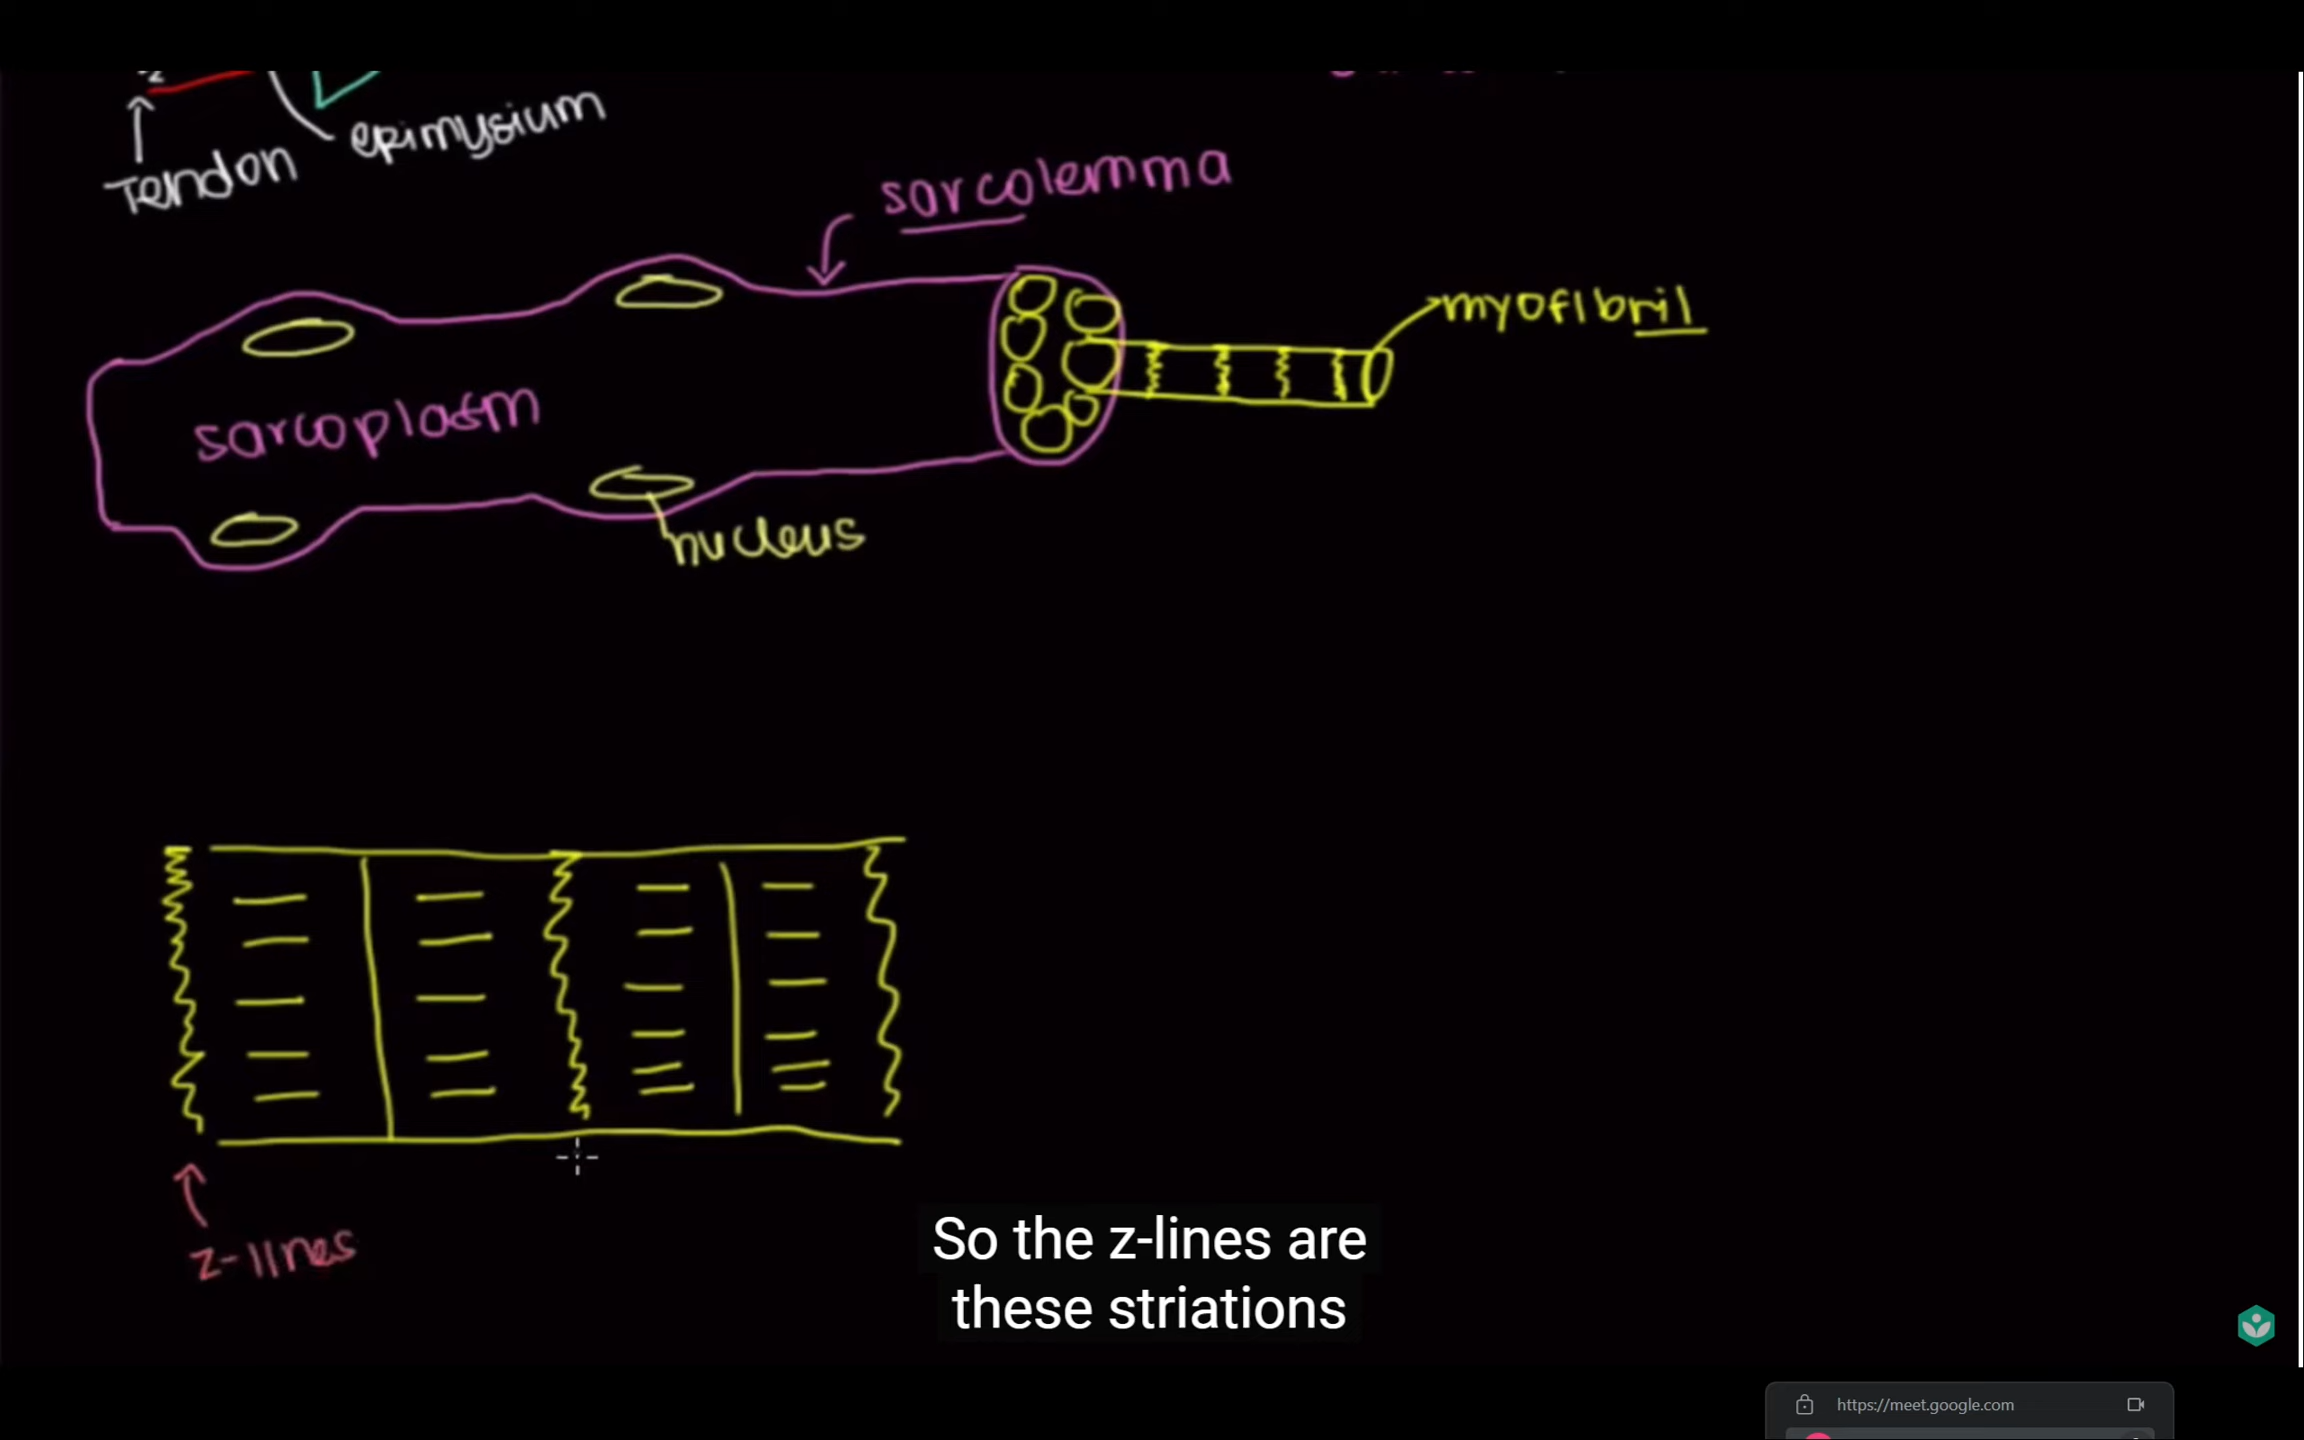 Tendon
epimysium
sarcolemma
myofibril
sarcoplasm
nucleus
z-lines
So the z-lines are
these striations
https://meet.google.com